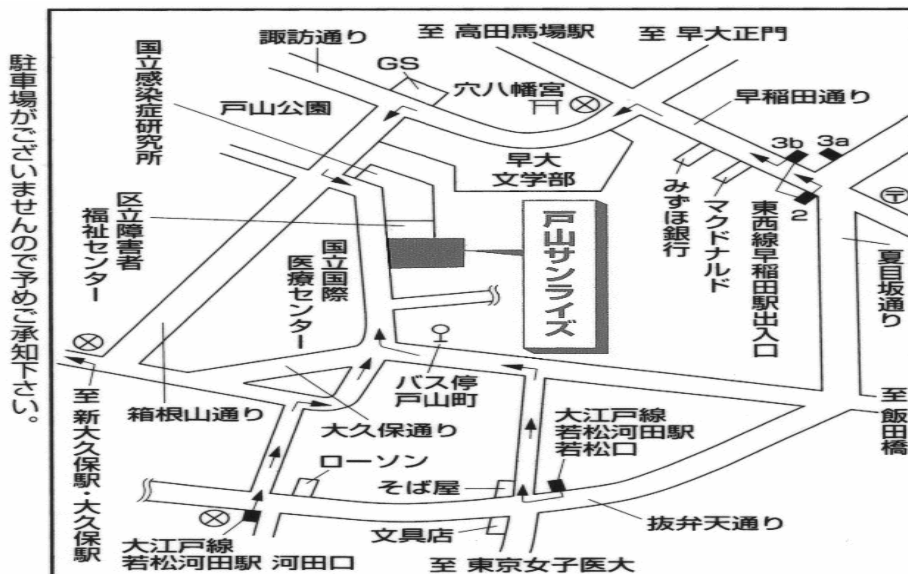 駐車場がございませんので予めご承知下さい。
諏訪通り
至 高田馬場駅
至 早大正門
GS
穴八幡宮
早稲田通り
国立感染症研究所
戸山公園
3b
3a
早大
文学部
みずほ銀行
マクドナルド
2
東西線早稲田駅出入口
夏目坂通り
区立障害者
福祉センター
国立国際
医療センター
戸山サンライズ
バス停
戸山町
箱根山通り
大久保通り
至 新大久保駅・大久保駅
大江戸線
若松河田駅
若松口
至 飯田橋
ローソン
そば屋
文具店
抜弁天通り
大江戸線
若松河田駅 河田口
至 東京女子医大